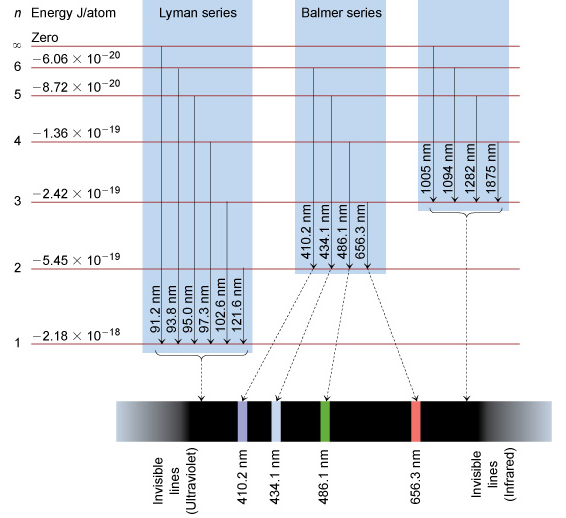 n Energy J/atom Lyman series Balmer series
∞ Zero
6 −6.06 × 10−20
5 −8.72 × 10−20
4 −1.36 × 10−19
3 −2.42 × 10−19
2 −5.45 × 10−19
1 −2.18 × 10−18
91.2 nm
93.8 nm
95.0 nm
97.3 nm
102.6 nm
121.6 nm
410.2 nm
434.1 nm
486.1 nm
656.3 nm
1005 nm
1094 nm
1282 nm
1875 nm
Invisible
lines
(Ultraviolet)
410.2 nm
434.1 nm
486.1 nm
656.3 nm
Invisible
lines
(Infrared)